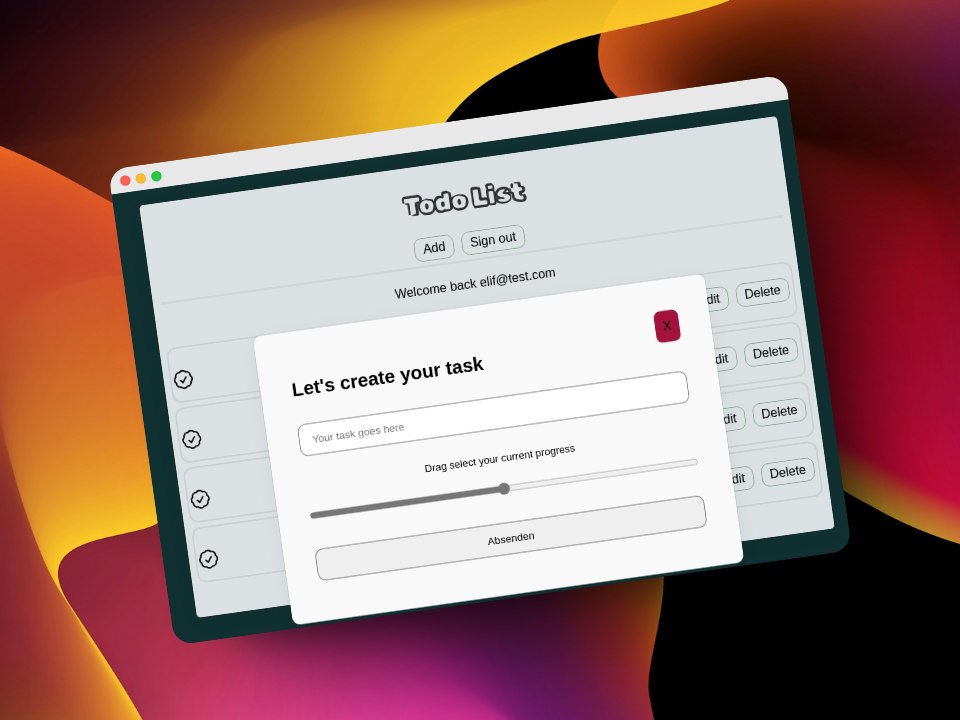 Todo List
Add Sign out
Welcome back elif@test.com
dit Delete
dit Delete
dit Delete
dit Delete
X
Let's create your task
Your task goes here
Drag select your current progress
Absenden